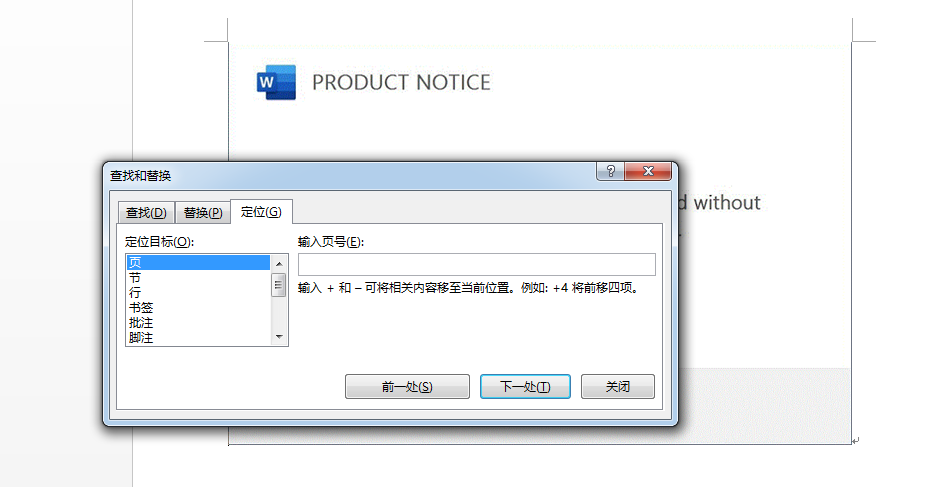 W
PRODUCT NOTICE
查找和替换
查找(D) 替换(P) 定位(G)
d without
定位目标(O):
输入页号(E):
页
节
行
书签
批注
脚注
输入 + 和 – 可将相关内容移至当前位置。例如: +4 将前移四项。
前一处(S) 下一处(T) 关闭